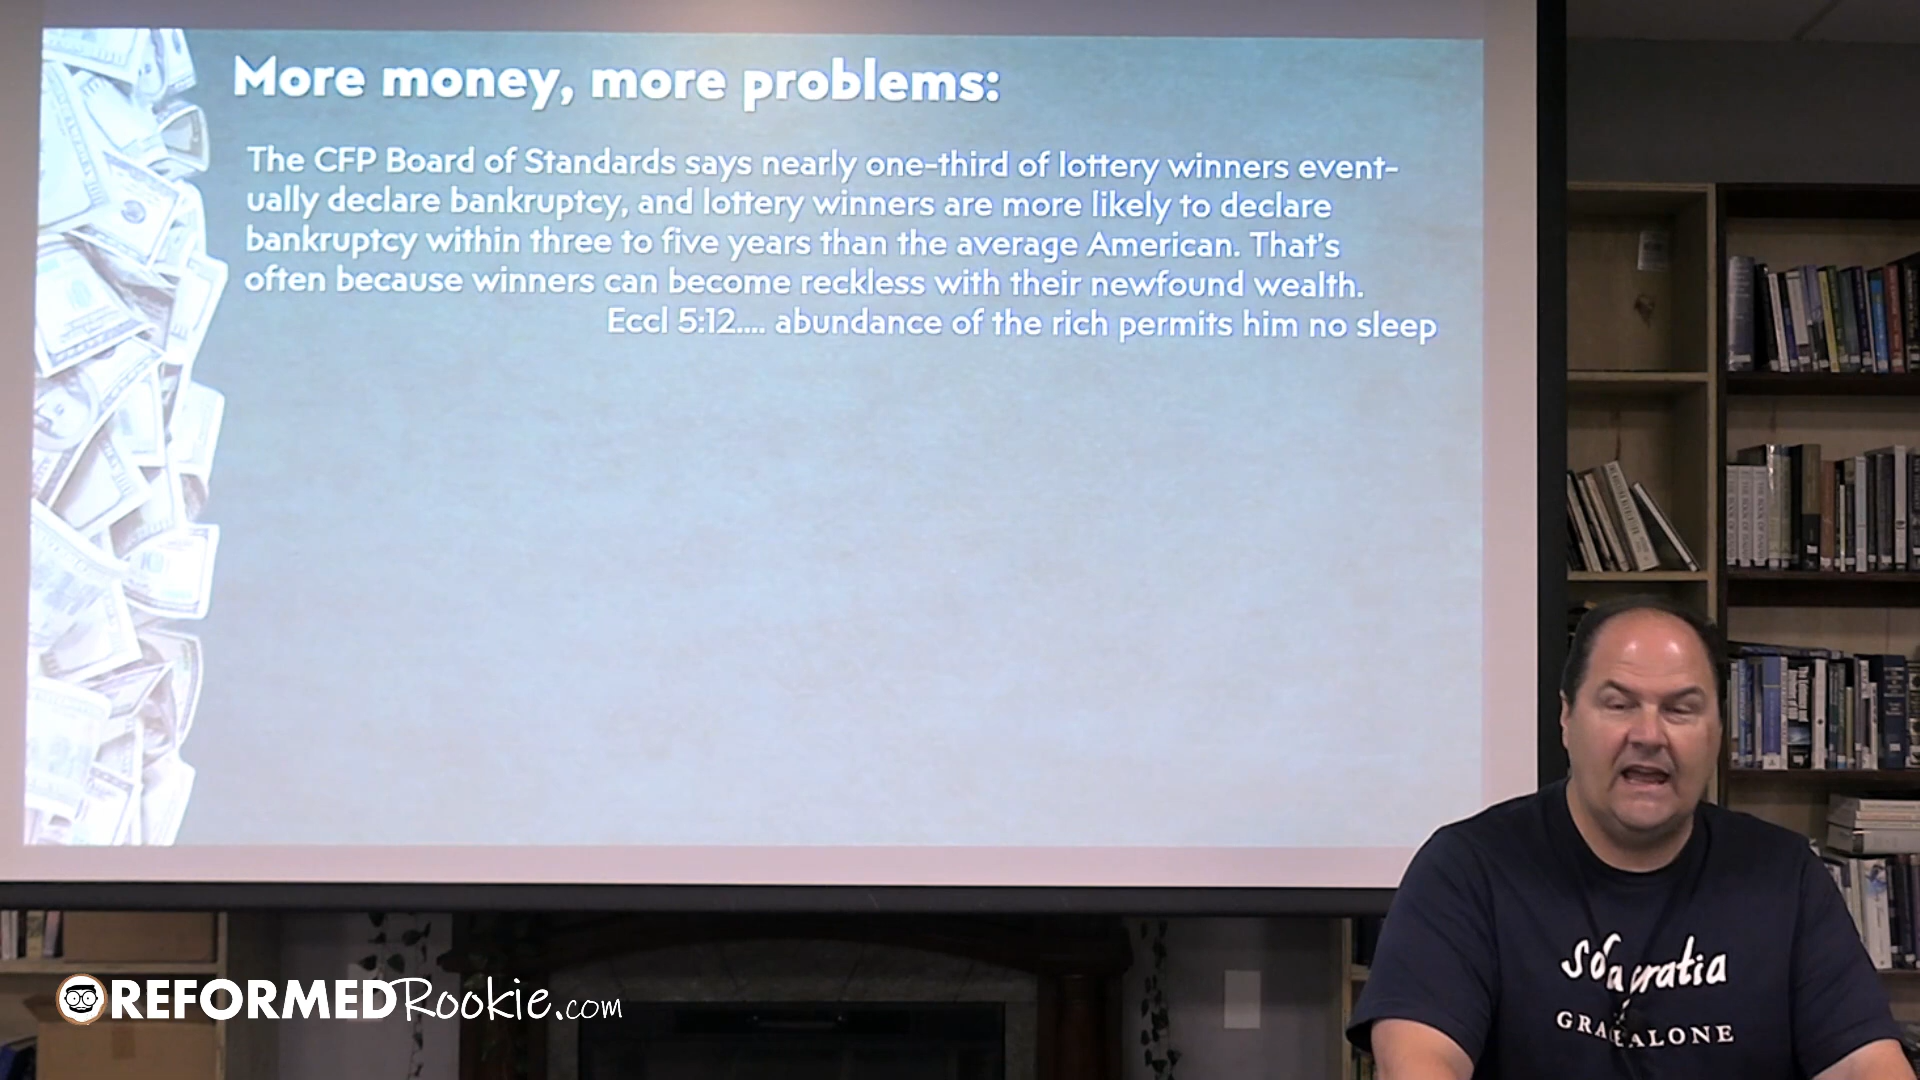 More money, more problems:
The CFP Board of Standards says nearly one-third of lottery winners event-
ually declare bankruptcy, and lottery winners are more likely to declare
bankruptcy within three to five years than the average American. That's
often because winners can become reckless with their newfound wealth.
Eccl 5:12.... abundance of the rich permits him no sleep
REFORMEDRookie.com
GRACE ALONE